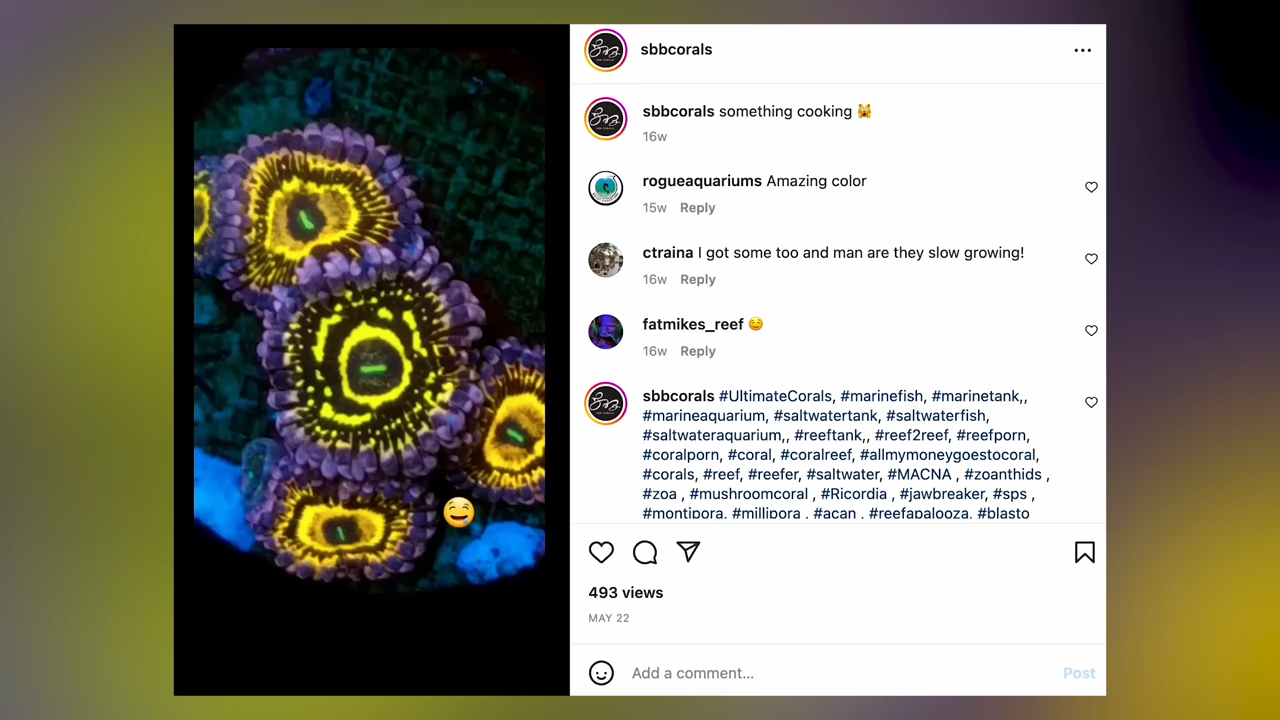 sbbcorals
sbbcorals something cooking 🙀
16w
rogueaquariums Amazing color
15w Reply
ctraina I got some too and man are they slow growing!
16w Reply
fatmikes_reef 🤤
16w Reply
sbbcorals #UltimateCorals, #marinefish, #marinetank,,
#marineaquarium, #saltwatertank, #saltwaterfish,
#saltwateraquarium,, #reeftank,, #reef2reef, #reefporn,
#coralporn, #coral, #coralreef, #allmymoneygoestocoral,
#corals, #reef, #reefer, #saltwater, #MACNA , #zoanthids ,
#zoa , #mushroomcoral , #Ricordia , #jawbreaker, #sps ,
#montipora, #millipora , #acan , #reefapalooza, #blasto
493 views
MAY 22
Add a comment... Post